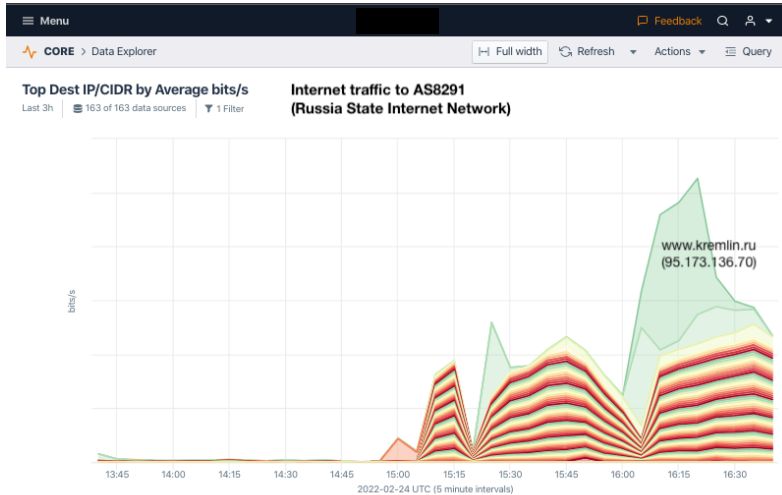 Menu
Feedback
CORE > Data Explorer
Full width
Refresh
Actions
Query
Top Dest IP/CIDR by Average bits/s
Last 3h
163 of 163 data sources
1 Filter
Internet traffic to AS8291
(Russia State Internet Network)
www.kremlin.ru
(95.173.136.70)
bits/s
13:45 14:00 14:15 14:30 14:45 15:00 15:15 15:30 15:45 16:00 16:15 16:30
2022-02-24 UTC (5 minute intervals)